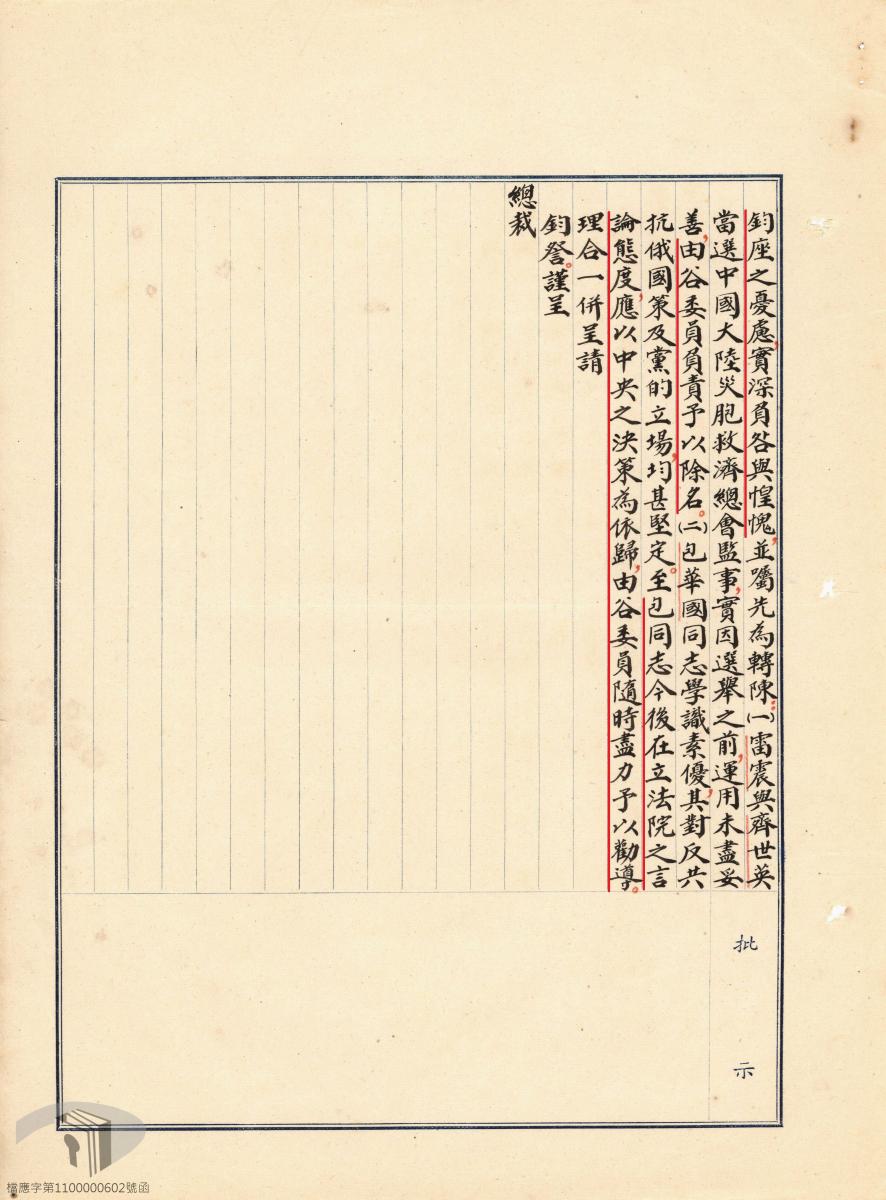 鈞座之憂慮，實深負咎與惶愧，並囑先為轉陳：(一)雷震與齊世英
當選中國大陸災胞救濟總會監事，實因選舉之前，運用未盡妥
善，由谷委員負責予以除名。(二)包華國同志學識素優，其對反共
抗俄國策及黨的立場，均甚堅定。至包同志今後在立法院之言
論態度，應以中央之決策為依歸，由谷委員隨時盡力予以勸導。
理合一併呈請
鈞詧。謹呈
總裁
批示
檔應字第1100000602號函